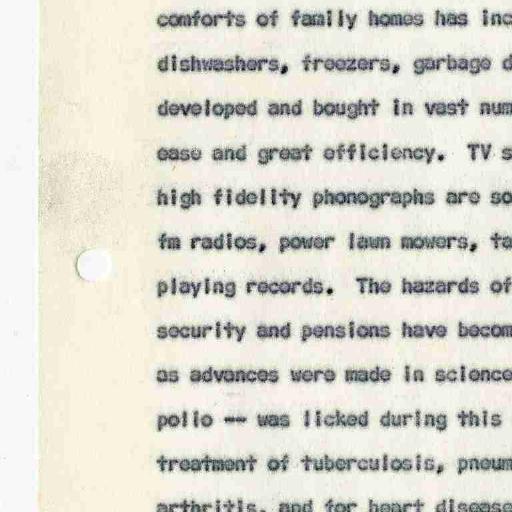 comforts of family homes has inc
dishwashers, freezers, garbage d
developed and bought in vast num
ease and great efficiency. TV s
high fidelity phonographs are so
fm radios, power lawn mowers, ta
playing records. The hazards of
security and pensions have becom
as advances were made in science
polio -- was licked during this
treatment of tuberculosis, pneum
arthritis, and for heart disease